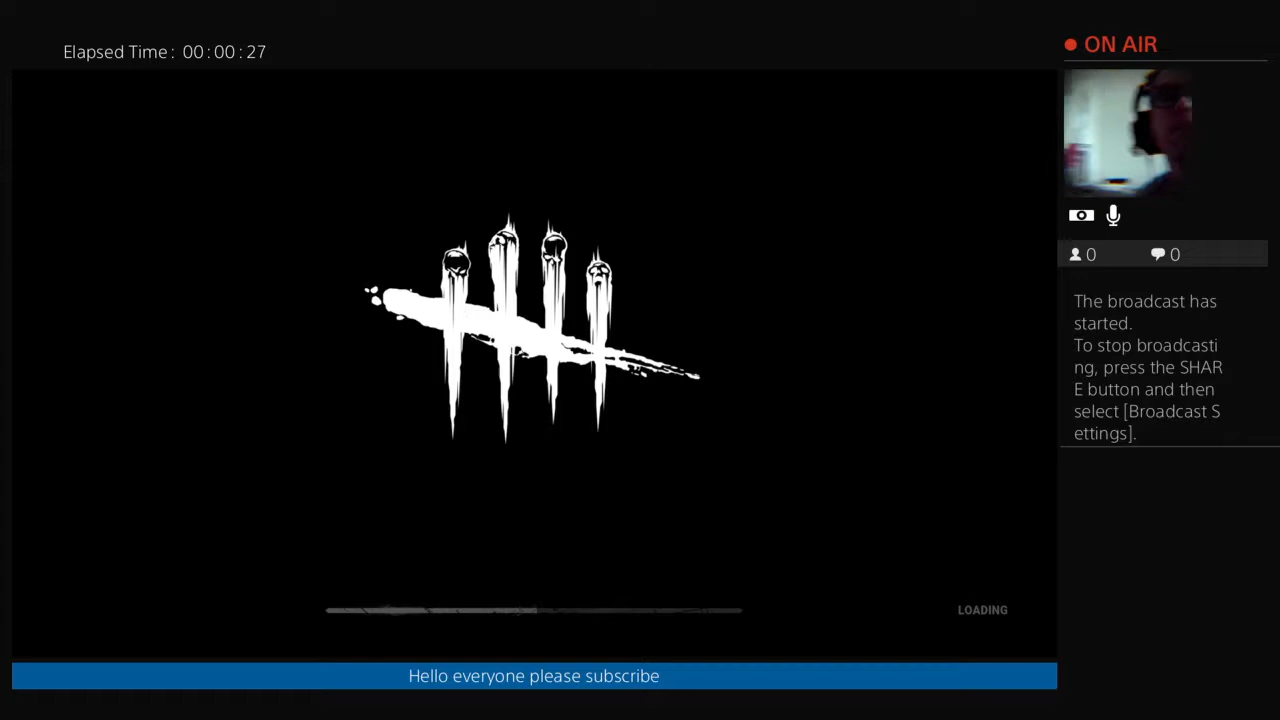 Elapsed Time: 00:00:27
ON AIR
0 0
The broadcast has
started.
To stop broadcasti
ng, press the SHAR
E button and then
select [Broadcast S
ettings].
LOADING
Hello everyone please subscribe